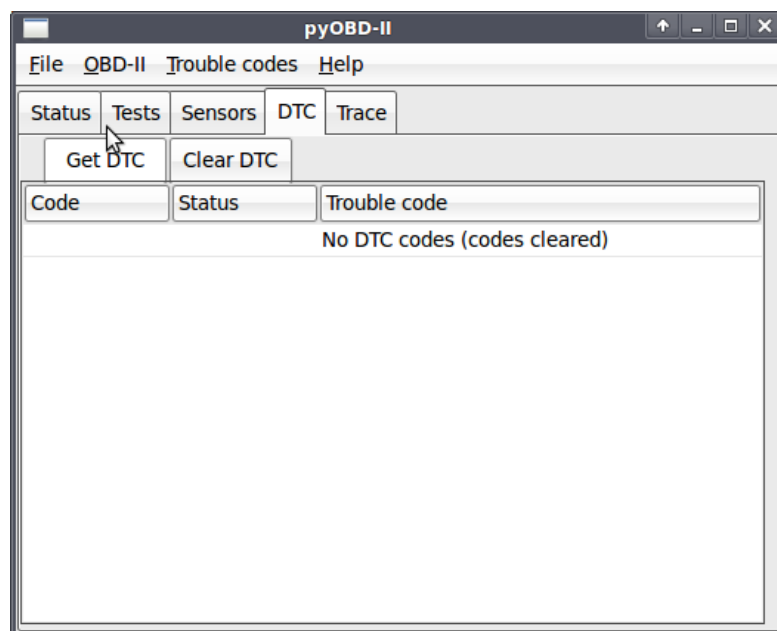 pyOBD-II
File OBD-II Trouble codes Help
Status Tests Sensors DTC Trace
Get DTC Clear DTC
Code Status Trouble code
No DTC codes (codes cleared)